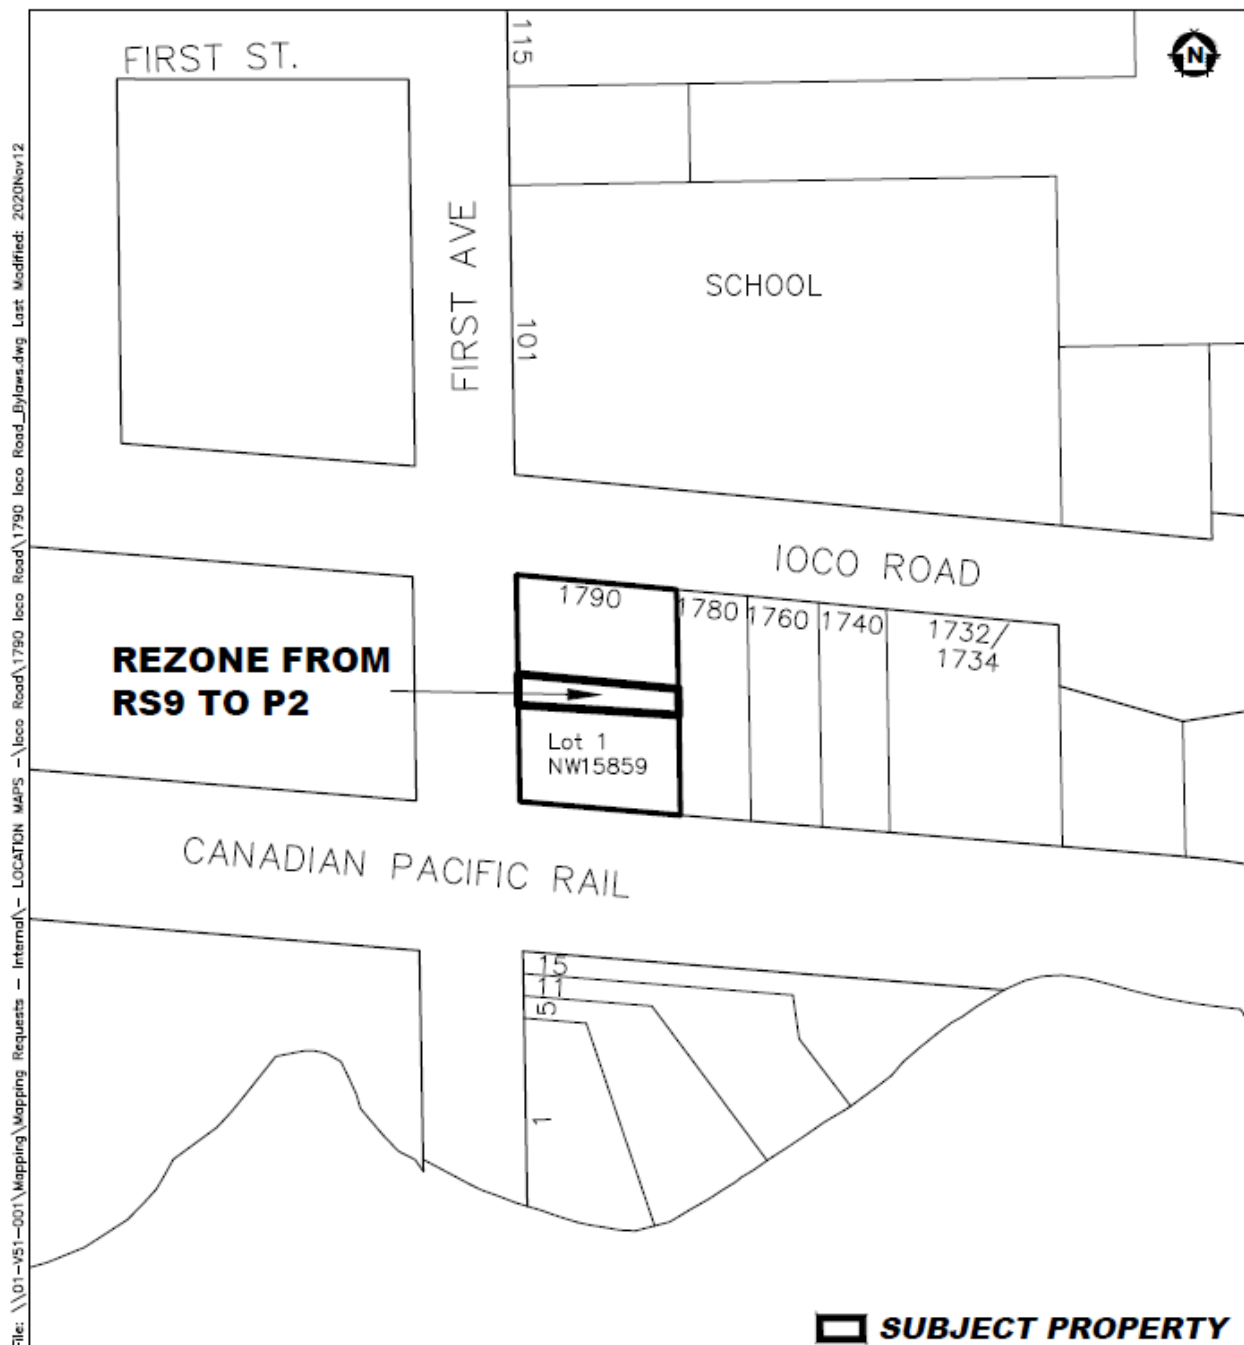 FIRST ST.
115
N
FIRST AVE
101
SCHOOL
IOCO ROAD
1790
1780
1760
1740
1732/
1734
REZONE FROM
RS9 TO P2
Lot 1
NW15859
CANADIAN PACIFIC RAIL
15
11
5
1
SUBJECT PROPERTY
File: \\01-VS1-001\Mapping\Mapping Requests - Internal\- LOCATION MAPS -\Ioco Road\1790 Ioco Road\1790 Ioco Road_Bylaws.dwg Last Modified: 2020Nov12